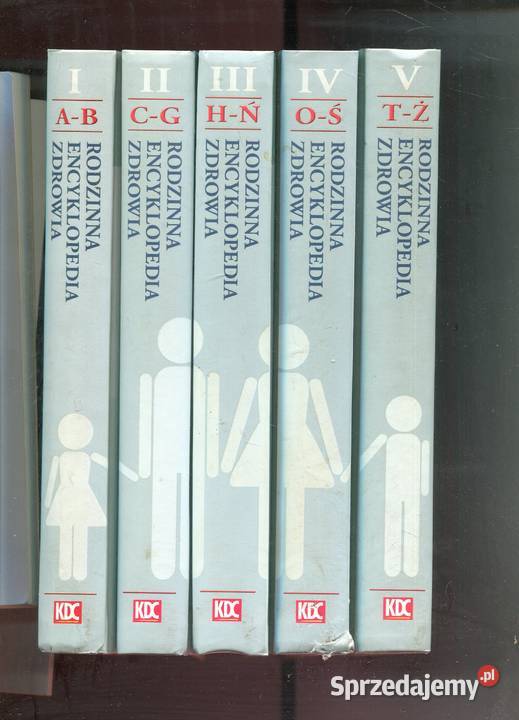 I
A-B
RODZINNA
ENCYKLOPEDIA
ZDROWIA
KDC
II
C-G
RODZINNA
ENCYKLOPEDIA
ZDROWIA
KDC
III
H-Ń
RODZINNA
ENCYKLOPEDIA
ZDROWIA
KDC
IV
O-Ś
RODZINNA
ENCYKLOPEDIA
ZDROWIA
KDC
V
T-Ż
RODZINNA
ENCYKLOPEDIA
ZDROWIA
KDC
Sprzedajemy.pl